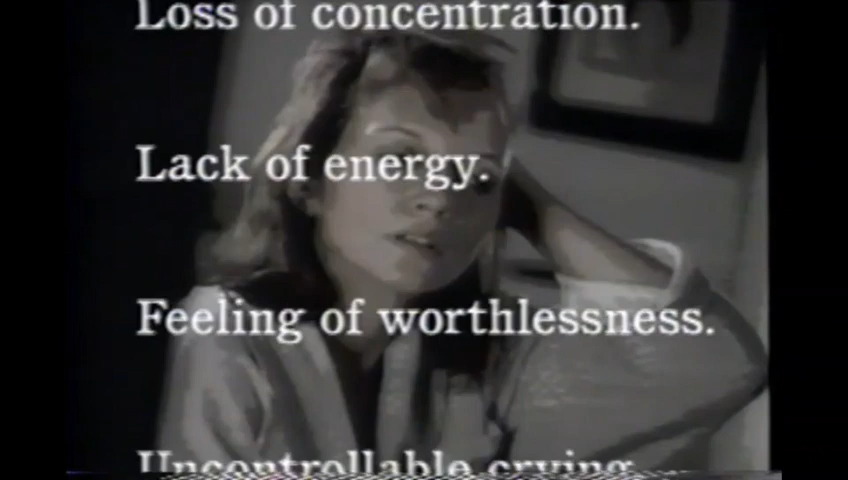 Loss of concentration.
Lack of energy.
Feeling of worthlessness.
Uncontrollable crying.